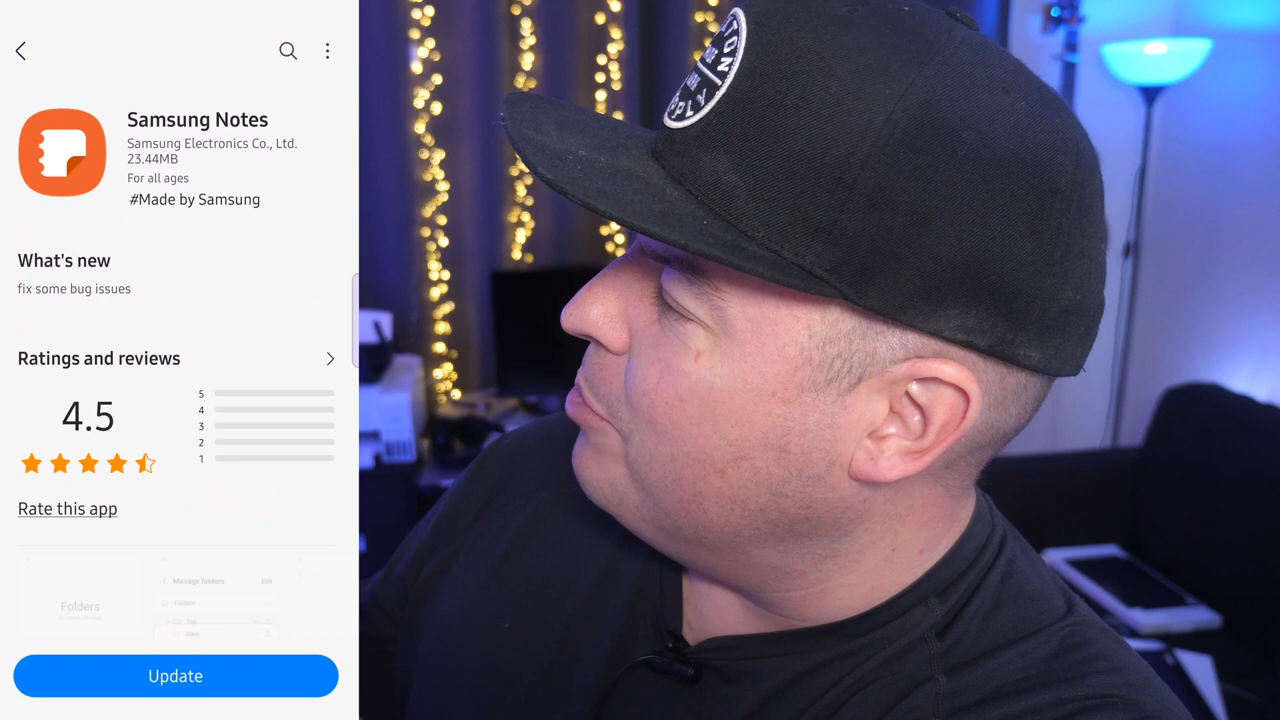 Samsung Notes
Samsung Electronics Co., Ltd.
23.44MB
For all ages
#Made by Samsung
What's new
fix some bug issues
Ratings and reviews
4.5
5
4
3
2
1
Rate this app
Manage folders
Edit
Folders
Folders
Update
NOT
PPLY